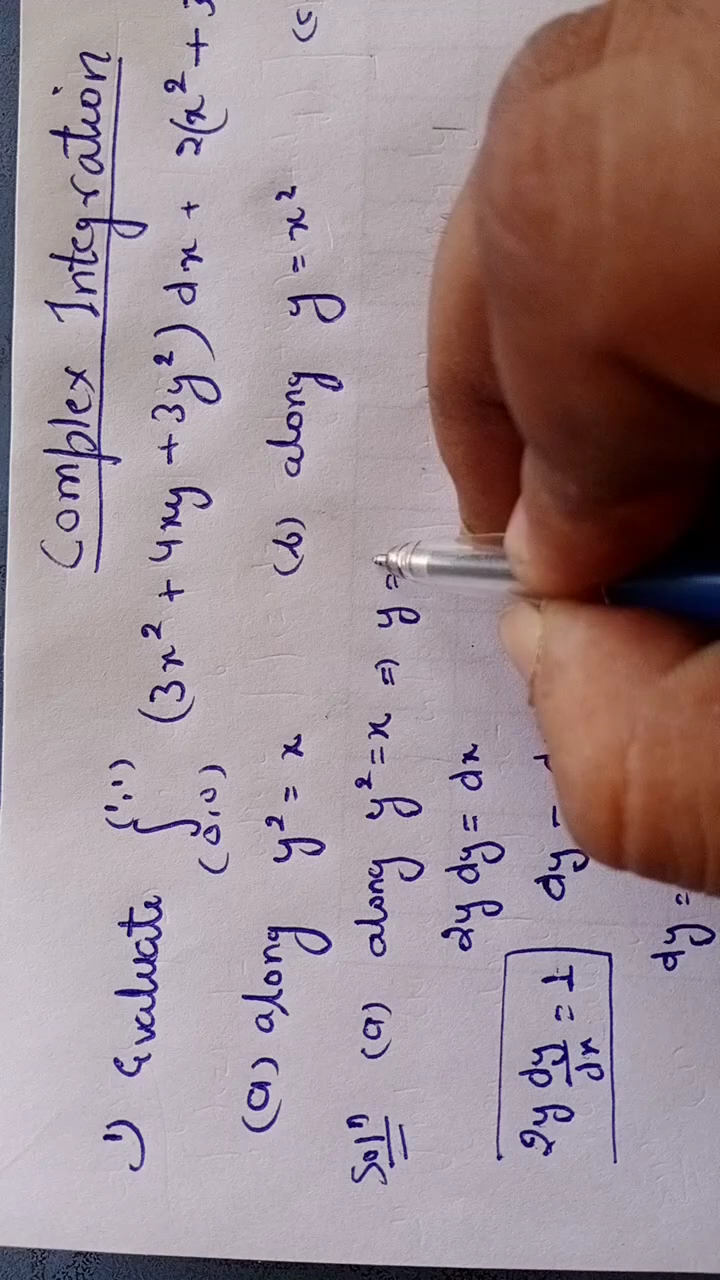 Complex Integration
1) Evaluate ∫(0,0)^(1,1) (3x² + 4xy + 3y²) dx + 2(x² +
(a) along y² = x (b) along y = x² (c)
Solⁿ (a) along y² = x ⇒ y =
2y dy = dx
2y dy/dx = 1 dy =
dy =